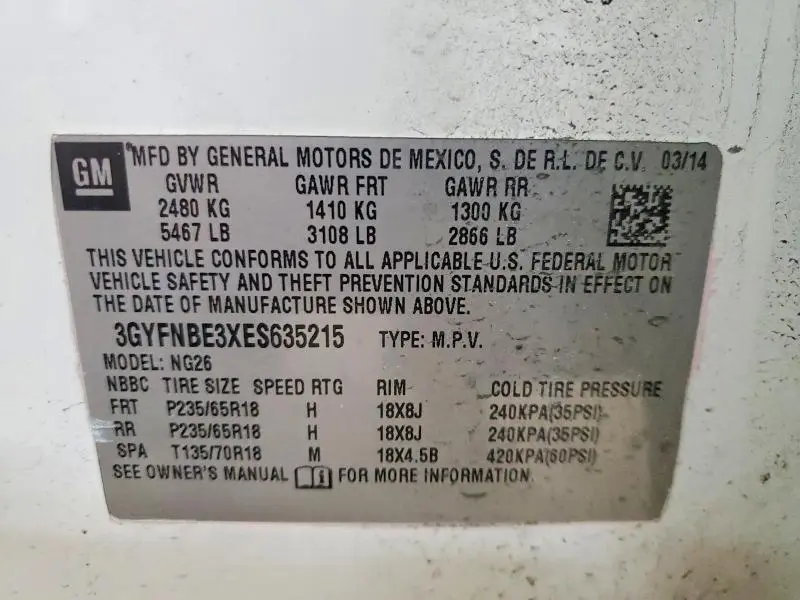 GM
MFD BY GENERAL MOTORS DE MEXICO, S. DE R.L. DE C.V. 03/14
GVWR GAWR FRT GAWR RR
2480 KG 1410 KG 1300 KG
5467 LB 3108 LB 2866 LB
THIS VEHICLE CONFORMS TO ALL APPLICABLE U.S. FEDERAL MOTOR
VEHICLE SAFETY AND THEFT PREVENTION STANDARDS IN EFFECT ON
THE DATE OF MANUFACTURE SHOWN ABOVE.
3GYFNBE3XES635215 TYPE: M.P.V.
MODEL: NG26
NBBC TIRE SIZE SPEED RTG RIM COLD TIRE PRESSURE
FRT P235/65R18 H 18X8J 240KPA(35PSI)
RR P235/65R18 H 18X8J 240KPA(35PSI)
SPA T135/70R18 M 18X4.5B 420KPA(60PSI)
SEE OWNER'S MANUAL i FOR MORE INFORMATION.